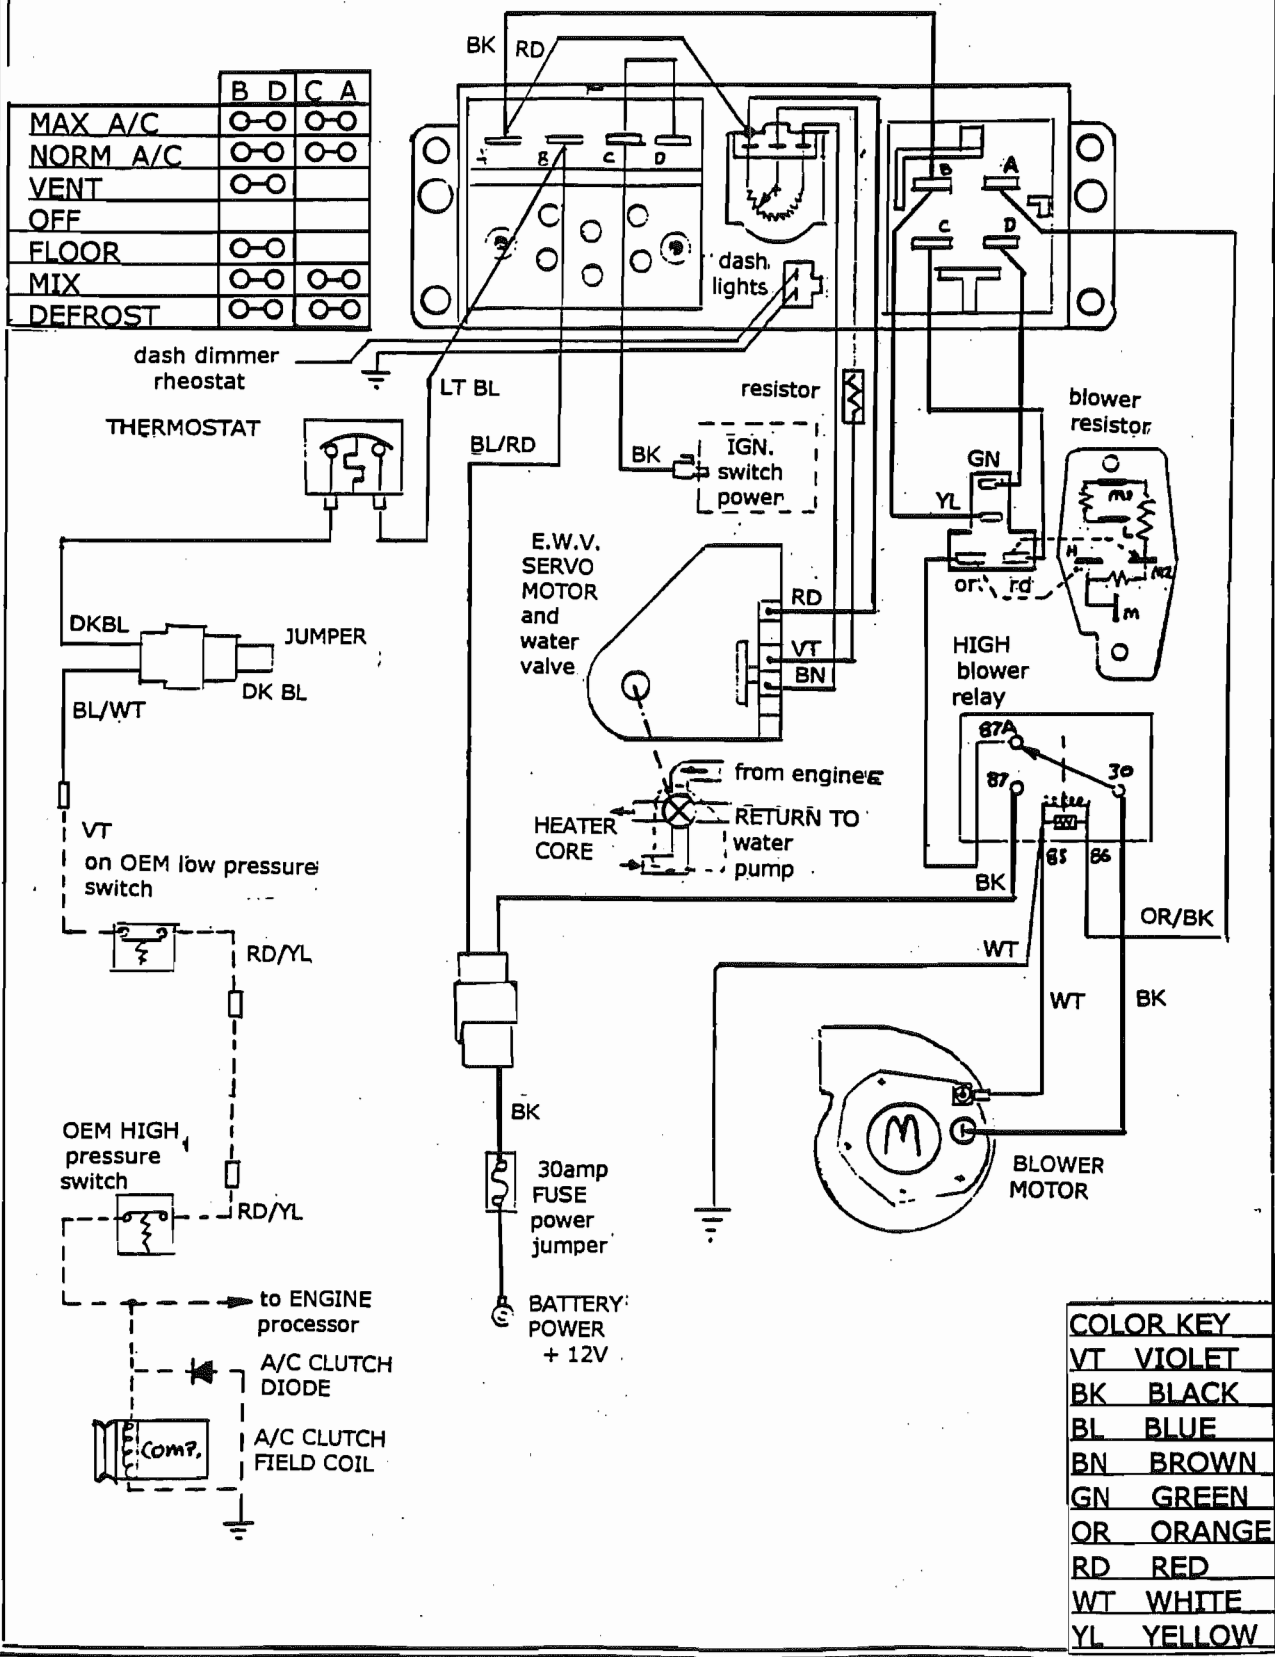 BK
RD
B D C A
MAX A/C
NORM A/C
VENT
OFF
FLOOR
MIX
DEFROST
B
C
D
B
A
C
D
dash
lights
dash dimmer
rheostat
LT BL
THERMOSTAT
BL/RD
BK
IGN.
switch
power
resistor
blower
resistor
GN
YL
or
rd
H
M2
M
L
E.W.V.
SERVO
MOTOR
and
water
valve
RD
VT
BN
DKBL
JUMPER
DK BL
BL/WT
HIGH
blower
relay
87A
87
30
85
86
from engine
HEATER
CORE
RETURN TO
water
pump
VT
on OEM low pressure
switch
RD/YL
BK
OR/BK
WT
WT
BK
BK
OEM HIGH
pressure
switch
RD/YL
30amp
FUSE
power
jumper
M
BLOWER
MOTOR
to ENGINE
processor
BATTERY
POWER
+ 12V
A/C CLUTCH
DIODE
Comp.
A/C CLUTCH
FIELD COIL
COLOR KEY
VT VIOLET
BK BLACK
BL BLUE
BN BROWN
GN GREEN
OR ORANGE
RD RED
WT WHITE
YL YELLOW